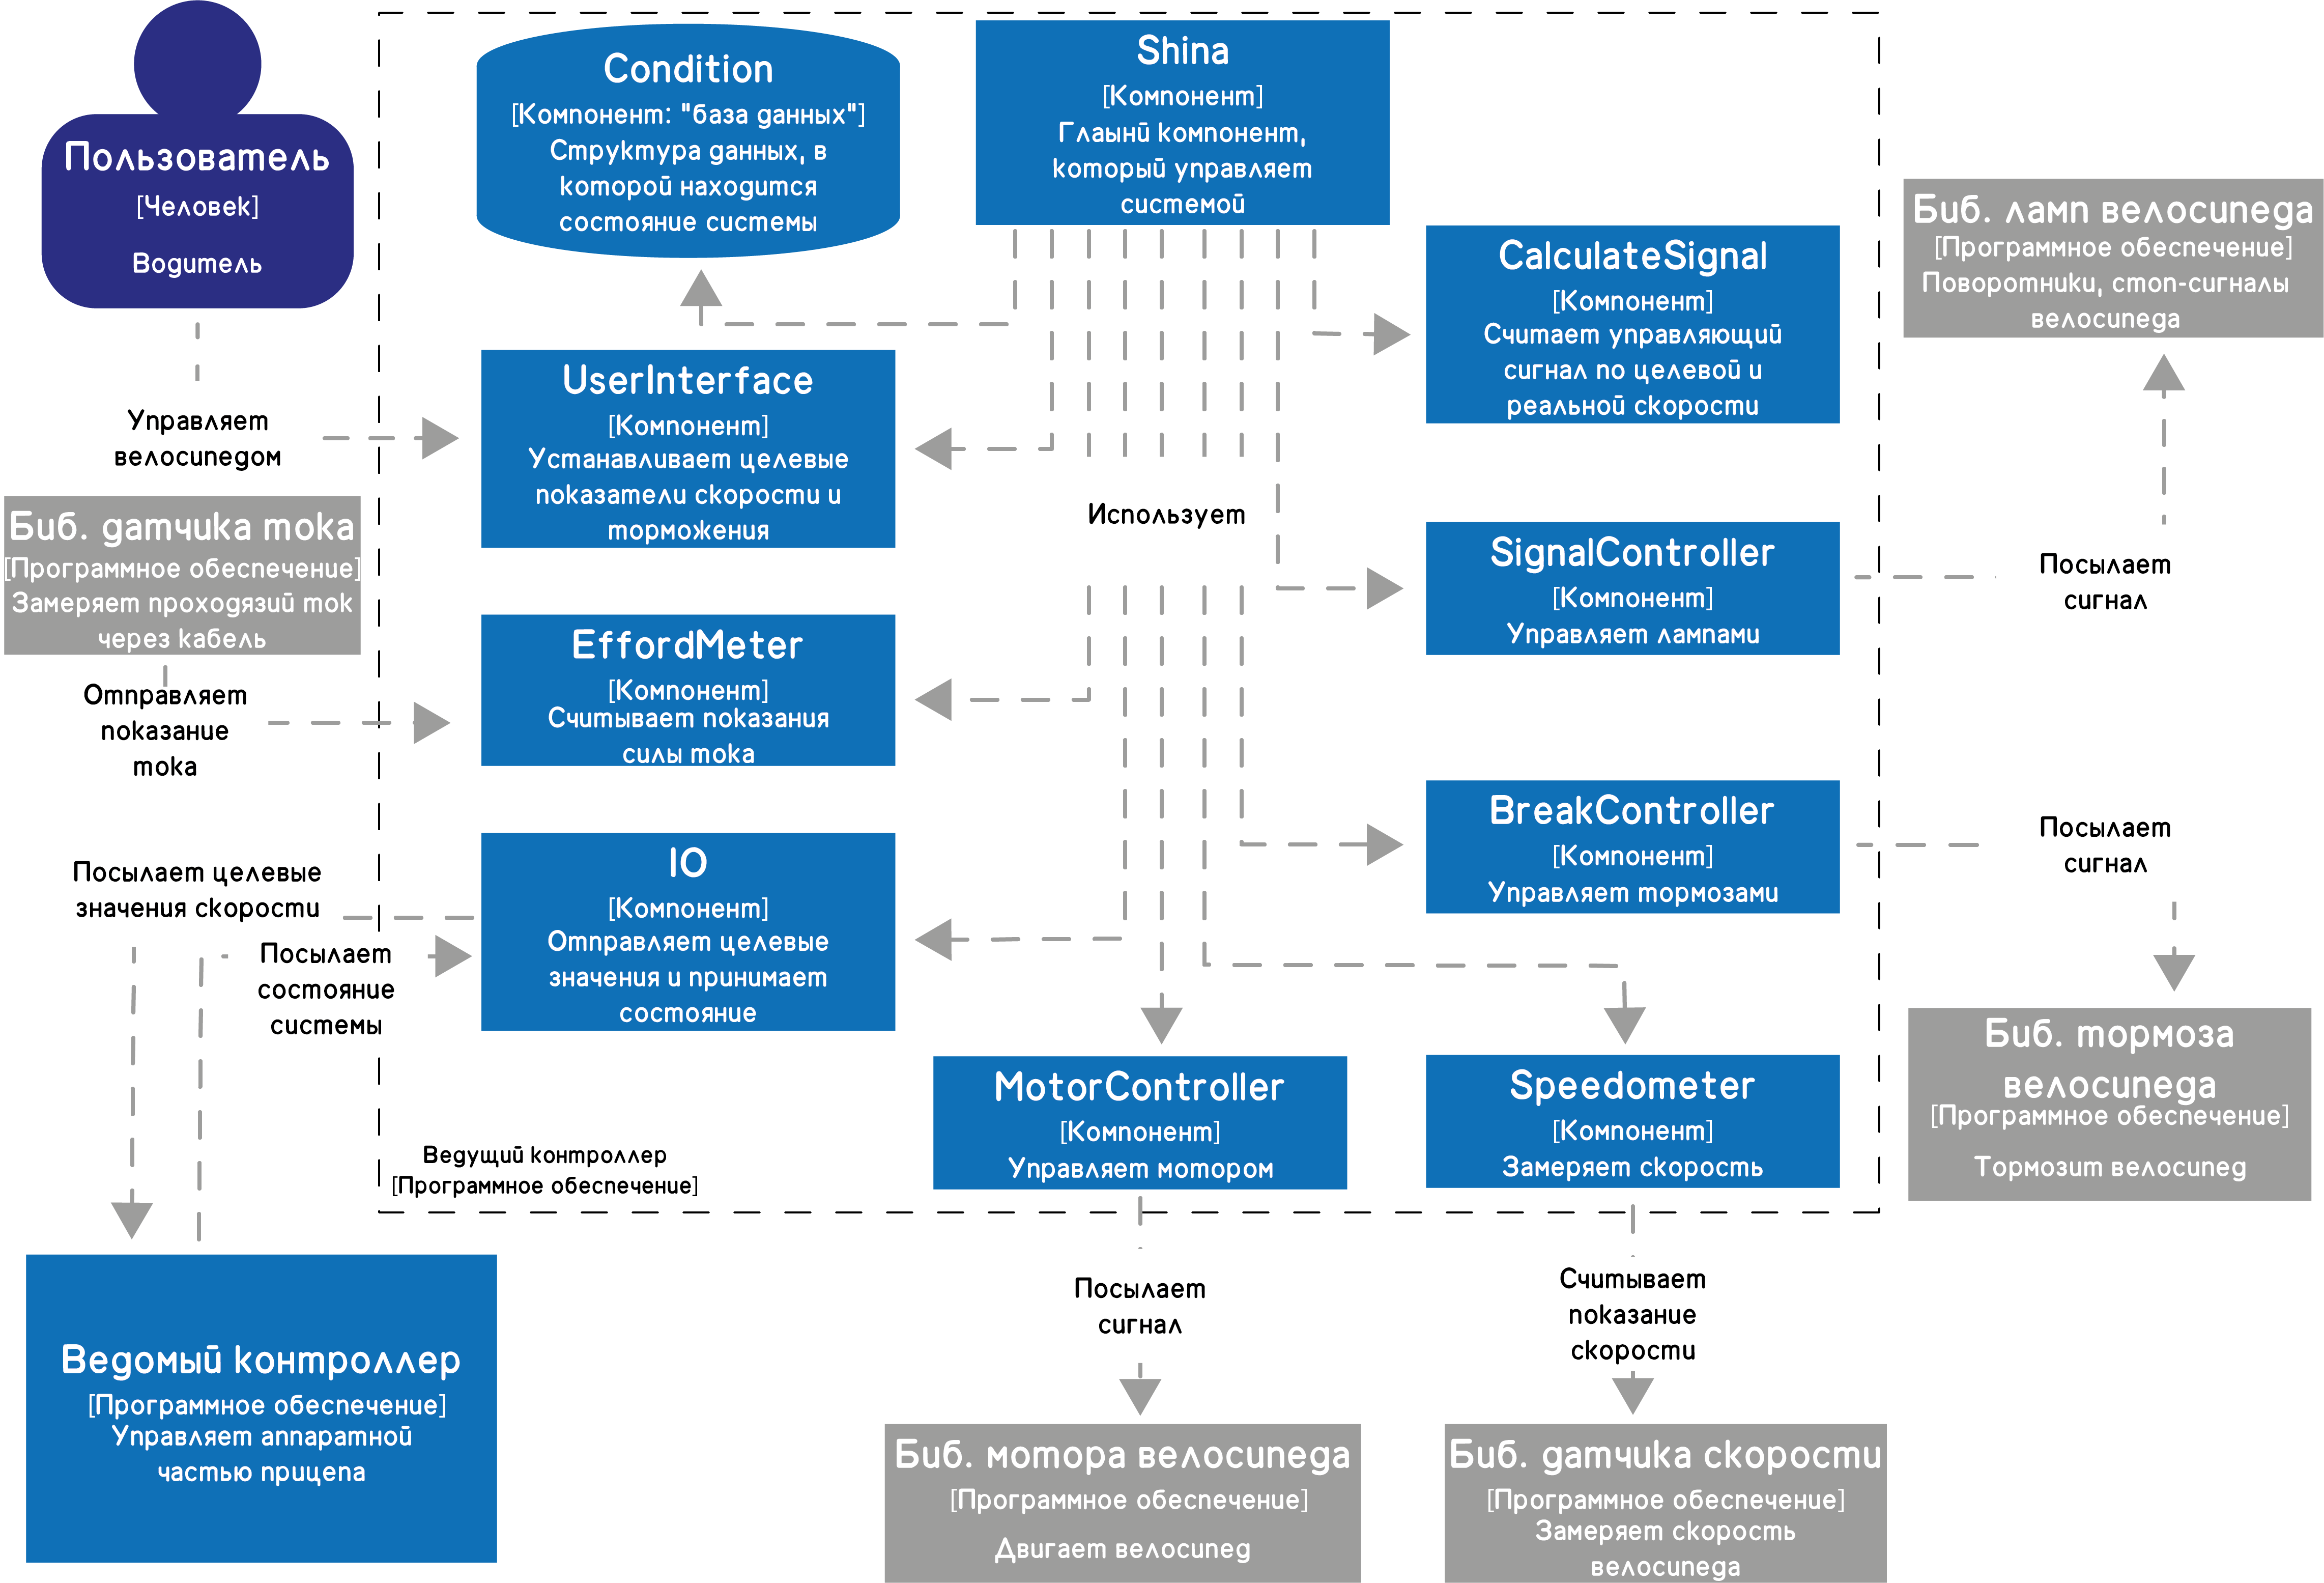 Пользователь
[Человек]
Водитель
Управляет
велосипедом
Биб. датчика тока
[Программное обеспечение]
Замеряет проходязий ток
через кабель
Отправляет
показание
тока
Посылает целевые
значения скорости
Посылает
состояние
системы
Ведомый контроллер
[Программное обеспечение]
Управляет аппаратной
частью прицепа
Condition
[Компонент: "база данных"]
Структура данных, в
которой находится
состояние системы
UserInterface
[Компонент]
Устанавливает целевые
показатели скорости и
торможения
EffordMeter
[Компонент]
Считывает показания
силы тока
IO
[Компонент]
Отправляет целевые
значения и принимает
состояние
Ведущий контроллер
[Программное обеспечение]
Shina
[Компонент]
Глаынй компонент,
который управляет
системой
Использует
MotorController
[Компонент]
Управляет мотором
Посылает
сигнал
Биб. мотора велосипеда
[Программное обеспечение]
Двигает велосипед
CalculateSignal
[Компонент]
Считает управляющий
сигнал по целевой и
реальной скорости
SignalController
[Компонент]
Управляет лампами
BreakController
[Компонент]
Управляет тормозами
Speedometer
[Компонент]
Замеряет скорость
Считывает
показание
скорости
Биб. датчика скорости
[Программное обеспечение]
Замеряет скорость
велосипеда
Биб. ламп велосипеда
[Программное обеспечение]
Поворотники, стоп-сигналы
велосипеда
Посылает
сигнал
Посылает
сигнал
Биб. тормоза
велосипеда
[Программное обеспечение]
Тормозит велосипед